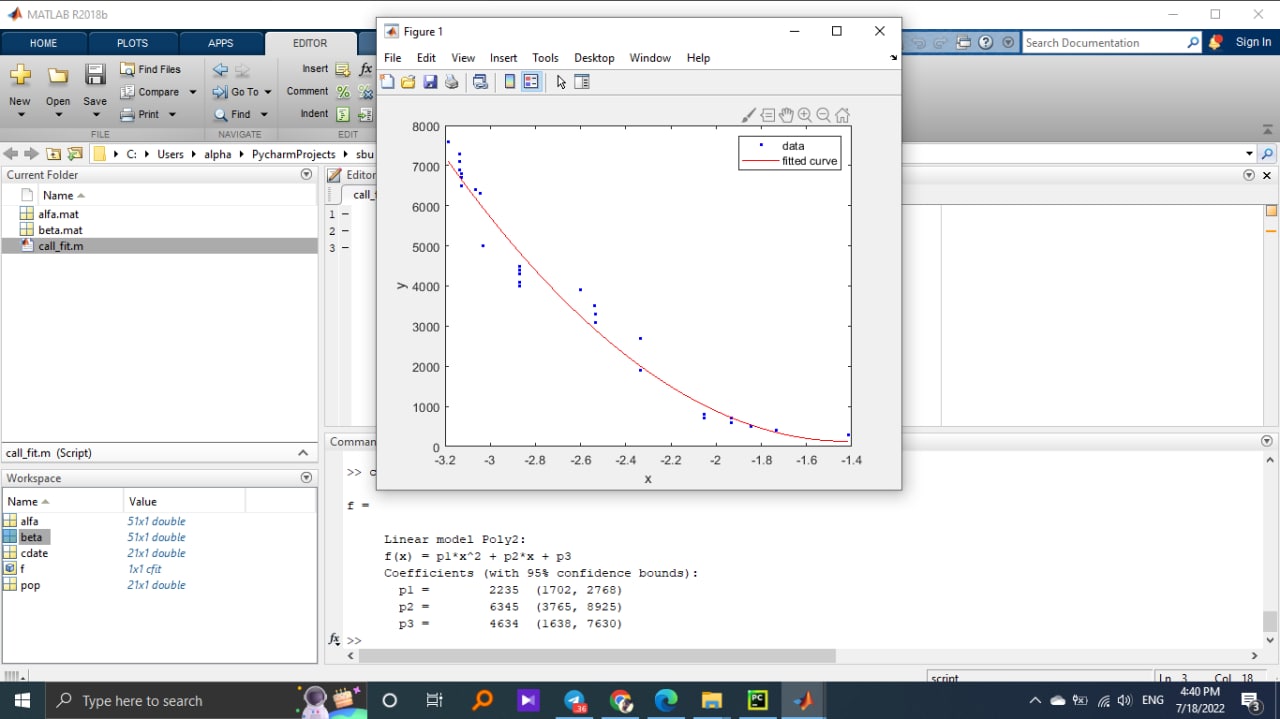 MATLAB R2018b
HOME PLOTS APPS EDITOR
Search Documentation Sign In
New Open Save
Find Files
Compare
Print
Go To
Find
Insert fx
Comment
Indent
FILE NAVIGATE EDIT
C: Users alpha PycharmProjects sbu
Current Folder
Name
alfa.mat
beta.mat
call_fit.m
call_fit.m (Script)
Workspace
Name Value
alfa 51x1 double
beta 51x1 double
cdate 21x1 double
f 1x1 cfit
pop 21x1 double
Editor
call_f
1 –
2 –
3 –
Figure 1
File Edit View Insert Tools Desktop Window Help
data
fitted curve
8000
7000
6000
5000
4000
3000
2000
1000
0
y
-3.2 -3 -2.8 -2.6 -2.4 -2.2 -2 -1.8 -1.6 -1.4
x
Comman
>> c
f =
Linear model Poly2:
f(x) = p1*x^2 + p2*x + p3
Coefficients (with 95% confidence bounds):
p1 = 2235 (1702, 2768)
p2 = 6345 (3765, 8925)
p3 = 4634 (1638, 7630)
fx >>
script Ln 3 Col 18
Type here to search
36
PC
ENG
4:40 PM
7/18/2022
3